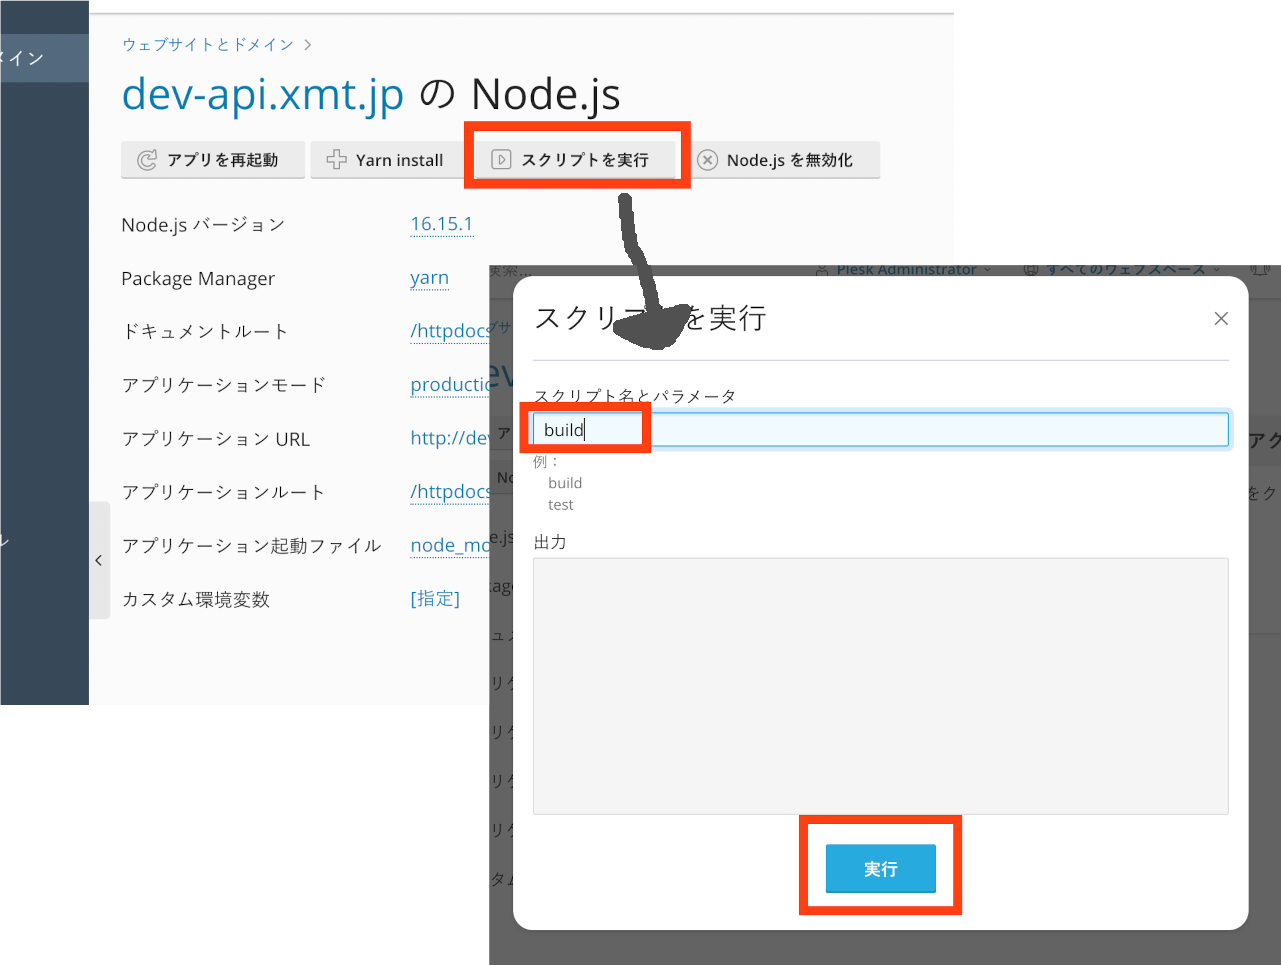 メイン
ウェブサイトとドメイン
dev-api.xmt.jp の Node.js
アプリを再起動 Yarn install スクリプトを実行 Node.js を無効化
Node.js バージョン 16.15.1
Package Manager yarn
ドキュメントルート /httpdocs
アプリケーションモード productio
アプリケーション URL http://dev
アプリケーションルート /httpdocs
アプリケーション起動ファイル node_mo
カスタム環境変数 [指定]
検索... Plesk Administrator すべてのウェブスペース
スクリプ を実行
スクリプト名とパラメータ
build
例：
build
test
出力
実行